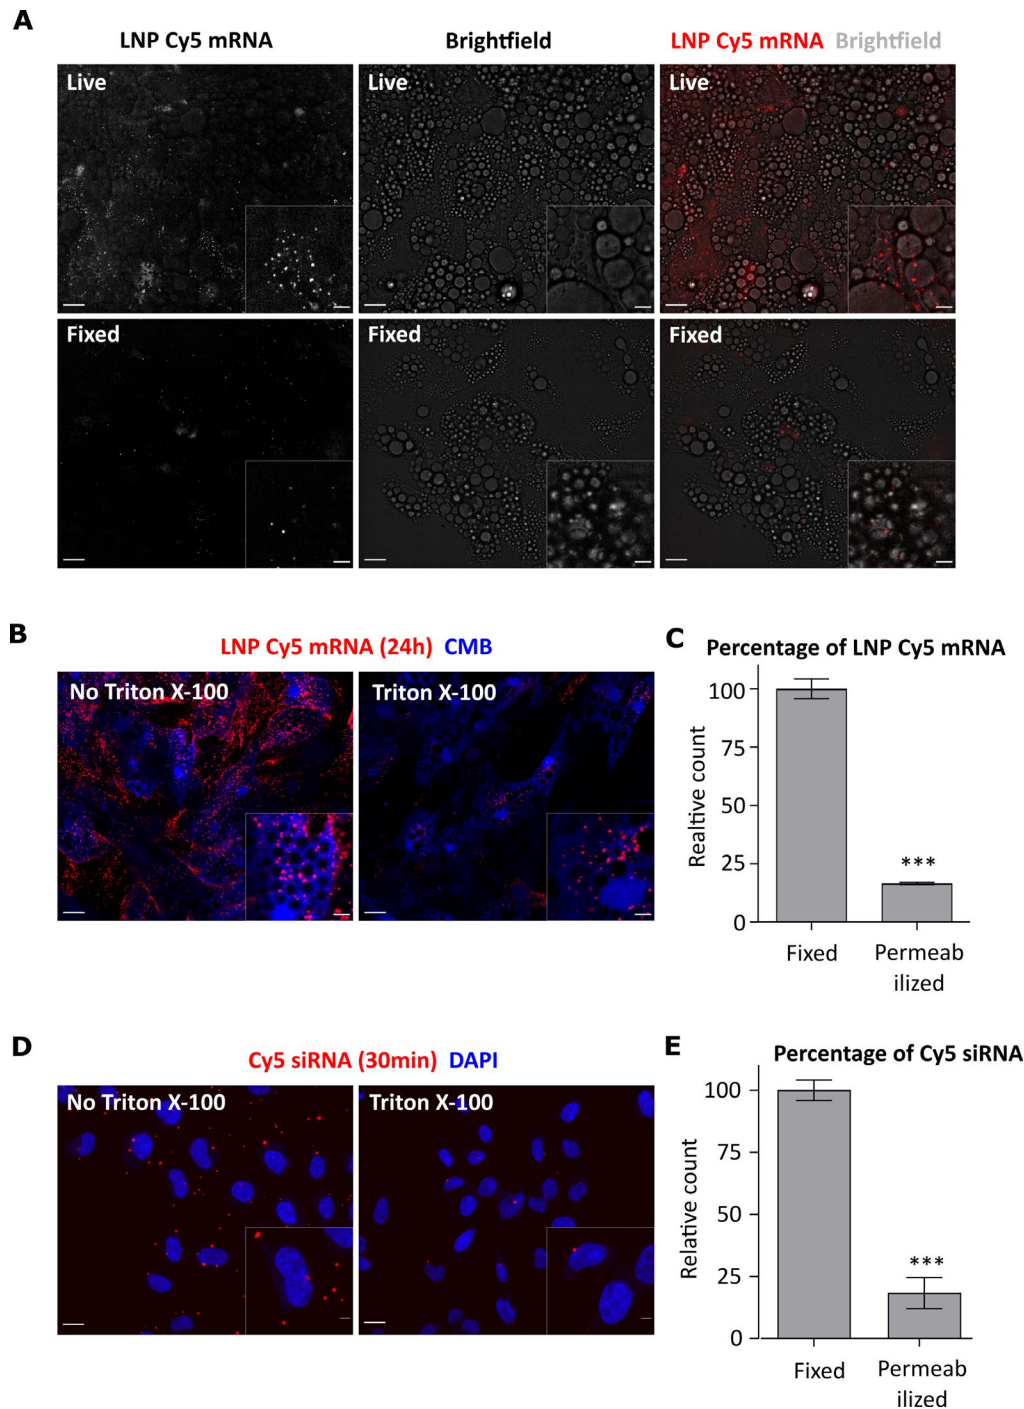 A
LNP Cy5 mRNA
Brightfield
LNP Cy5 mRNA Brightfield
Live
Live
Live
Fixed
Fixed
Fixed
B
LNP Cy5 mRNA (24h) CMB
No Triton X-100
Triton X-100
C
Percentage of LNP Cy5 mRNA
Realtive count
100
75
50
25
0
***
Fixed
Permeab
ilized
D
Cy5 siRNA (30min) DAPI
No Triton X-100
Triton X-100
E
Percentage of Cy5 siRNA
Relative count
100
75
50
25
0
***
Fixed
Permeab
ilized